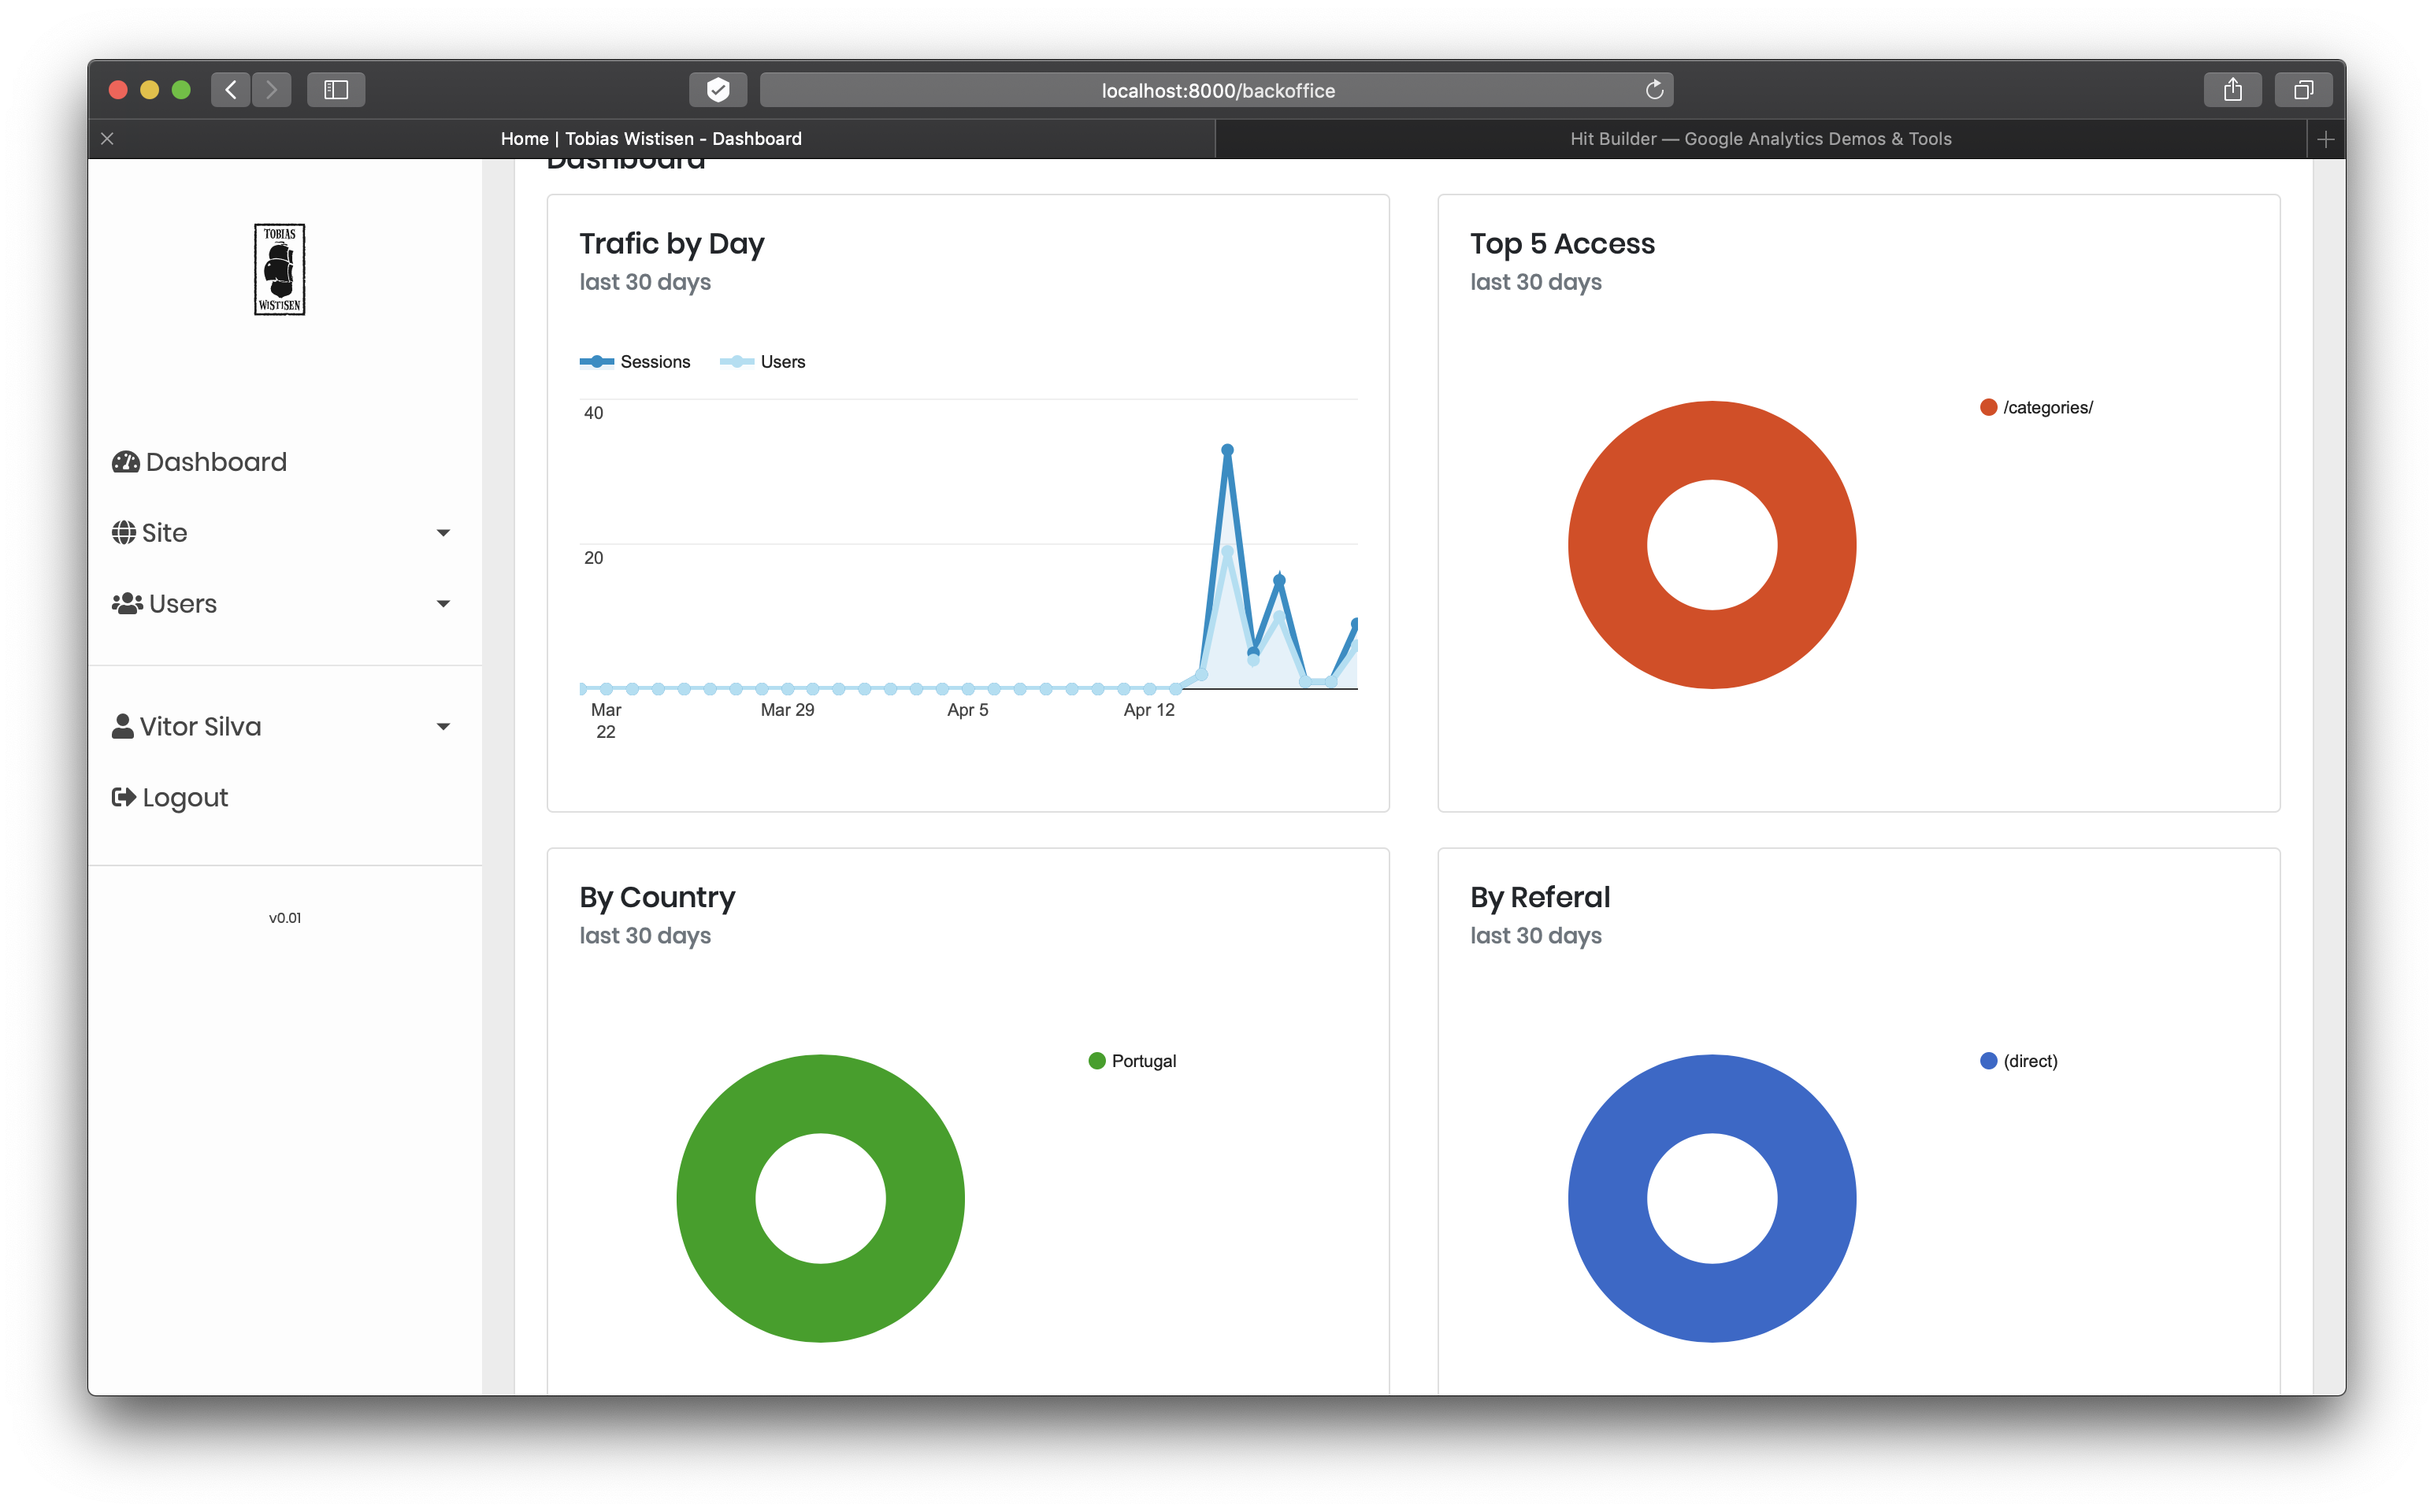 localhost:8000/backoffice
Home | Tobias Wistisen - Dashboard
Hit Builder — Google Analytics Demos & Tools
TOBIAS
WISTISEN
Dashboard
Site
Users
Vitor Silva
Logout
v0.01
Dashboard
Trafic by Day
last 30 days
Sessions
Users
40
20
Mar
22
Mar 29
Apr 5
Apr 12
Top 5 Access
last 30 days
/categories/
By Country
last 30 days
Portugal
By Referal
last 30 days
(direct)